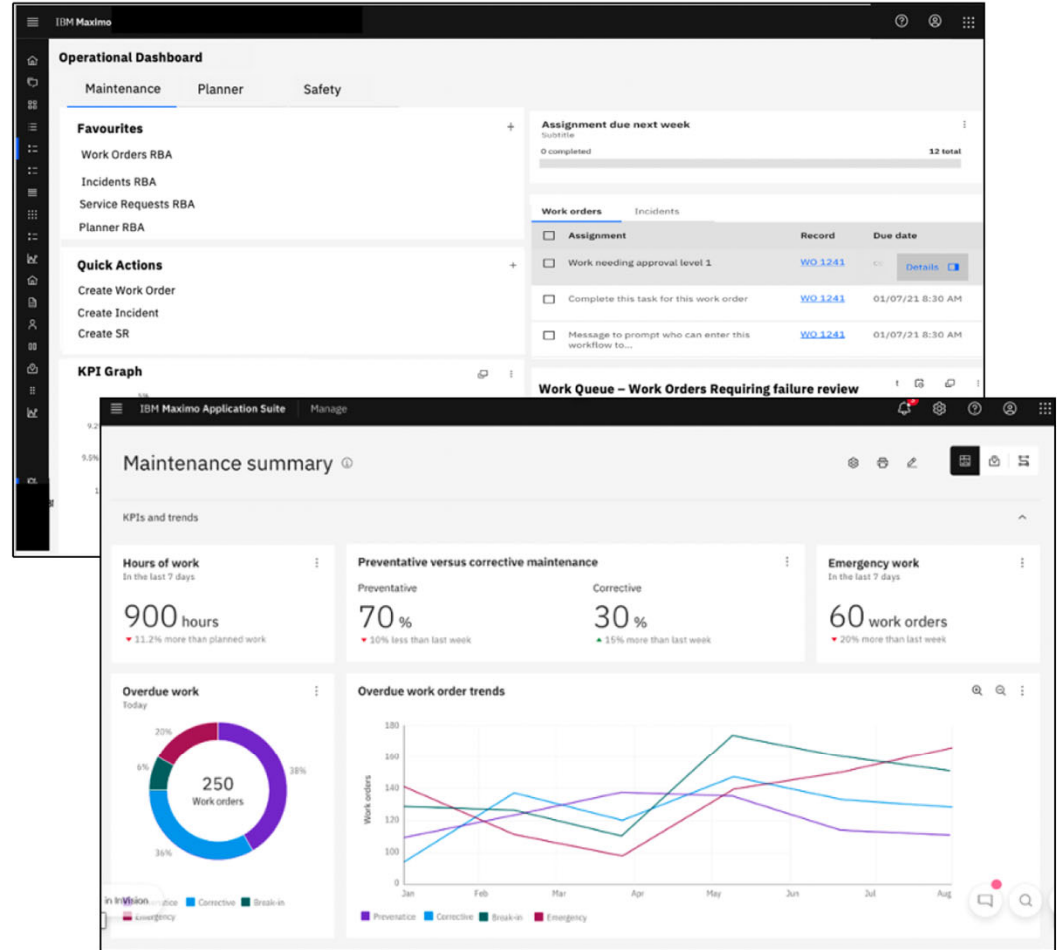 IBM Maximo
Operational Dashboard
Maintenance Planner Safety
Favourites +
Work Orders RBA
Incidents RBA
Service Requests RBA
Planner RBA
Quick Actions +
Create Work Order
Create Incident
Create SR
KPI Graph
9.5%
Assignment due next week
Subtitle
0 completed 12 total
Work orders Incidents
Assignment Record Due date
Work needing approval level 1 WO 1241 Details
Complete this task for this work order WO 1241 01/07/21 8:30 AM
Message to prompt who can enter this WO 1241 01/07/21 8:30 AM
workflow to...
Work Queue – Work Orders Requiring failure review
IBM Maximo Application Suite Manage
Maintenance summary
KPIs and trends
Hours of work
In the last 7 days
900 hours
11.2% more than planned work
Preventative versus corrective maintenance
Preventative Corrective
70 % 30 %
10% less than last week 15% more than last week
Emergency work
In the last 7 days
60 work orders
20% more than last week
Overdue work
Today
20%
6%
38%
36%
250
Work orders
in InVision
Corrective Break-in
Emergency
Overdue work order trends
Work orders
180
160
140
120
100
0
Jan Feb Mar Apr May Jun Jul Aug
Prevenatice Corrective Break-in Emergency